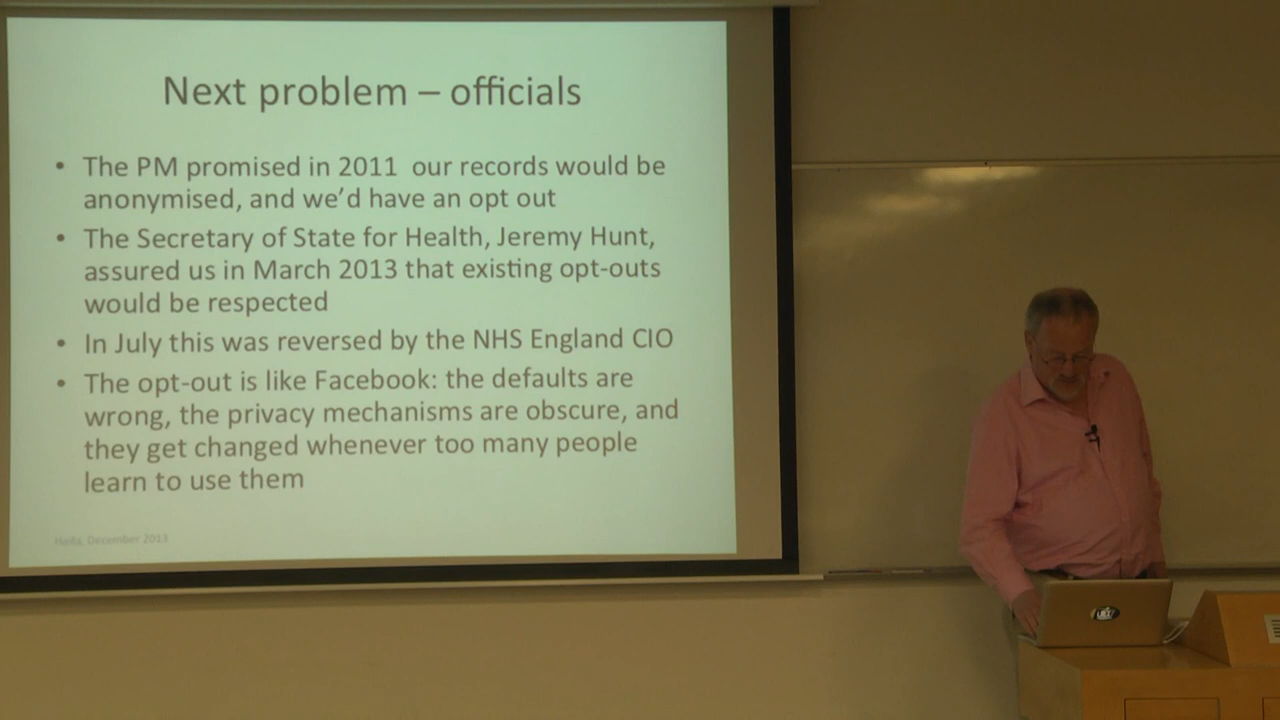 Next problem – officials
• The PM promised in 2011  our records would be
anonymised, and we'd have an opt out
• The Secretary of State for Health, Jeremy Hunt,
assured us in March 2013 that existing opt-outs
would be respected
• In July this was reversed by the NHS England CIO
• The opt-out is like Facebook: the defaults are
wrong, the privacy mechanisms are obscure, and
they get changed whenever too many people
learn to use them
Haifa, December 2013